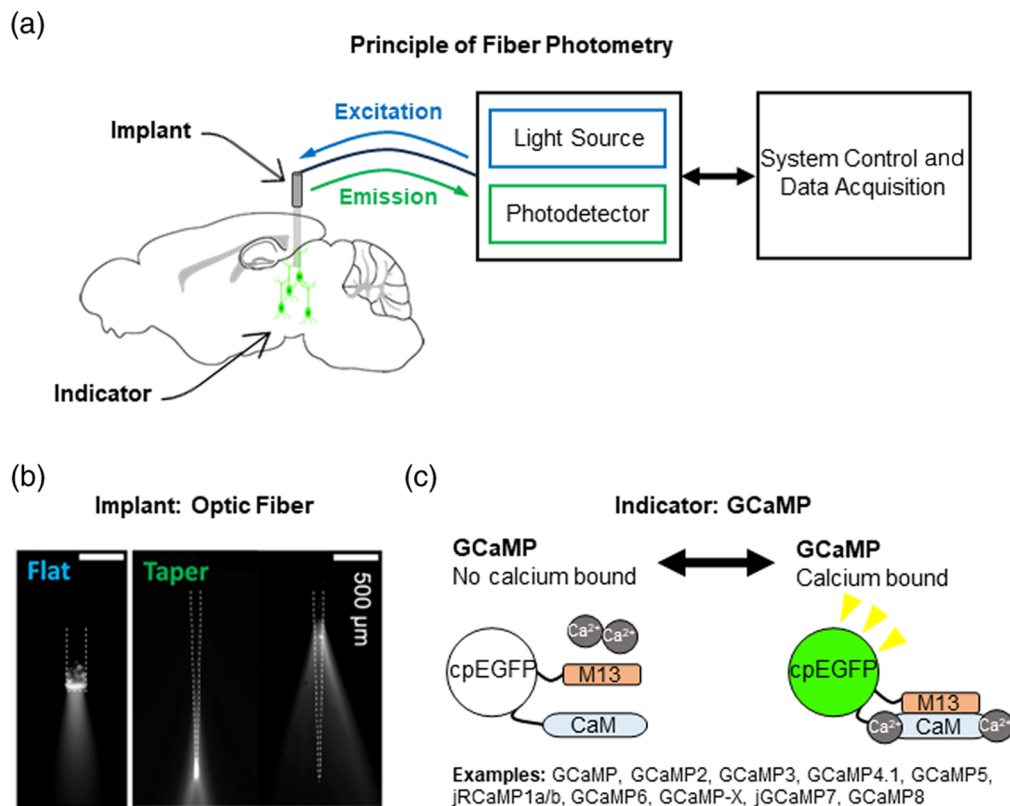 (a)
Principle of Fiber Photometry
Implant
Excitation
Emission
Light Source
Photodetector
System Control and
Data Acquisition
Indicator
(b)
Implant: Optic Fiber
Flat
Taper
500 µm
(c)
Indicator: GCaMP
GCaMP
No calcium bound
GCaMP
Calcium bound
cpEGFP
Ca²⁺
Ca²⁺
M13
CaM
cpEGFP
M13
Ca²⁺
CaM
Ca²⁺
Examples: GCaMP, GCaMP2, GCaMP3, GCaMP4.1, GCaMP5,
jRCaMP1a/b, GCaMP6, GCaMP-X, jGCaMP7, GCaMP8